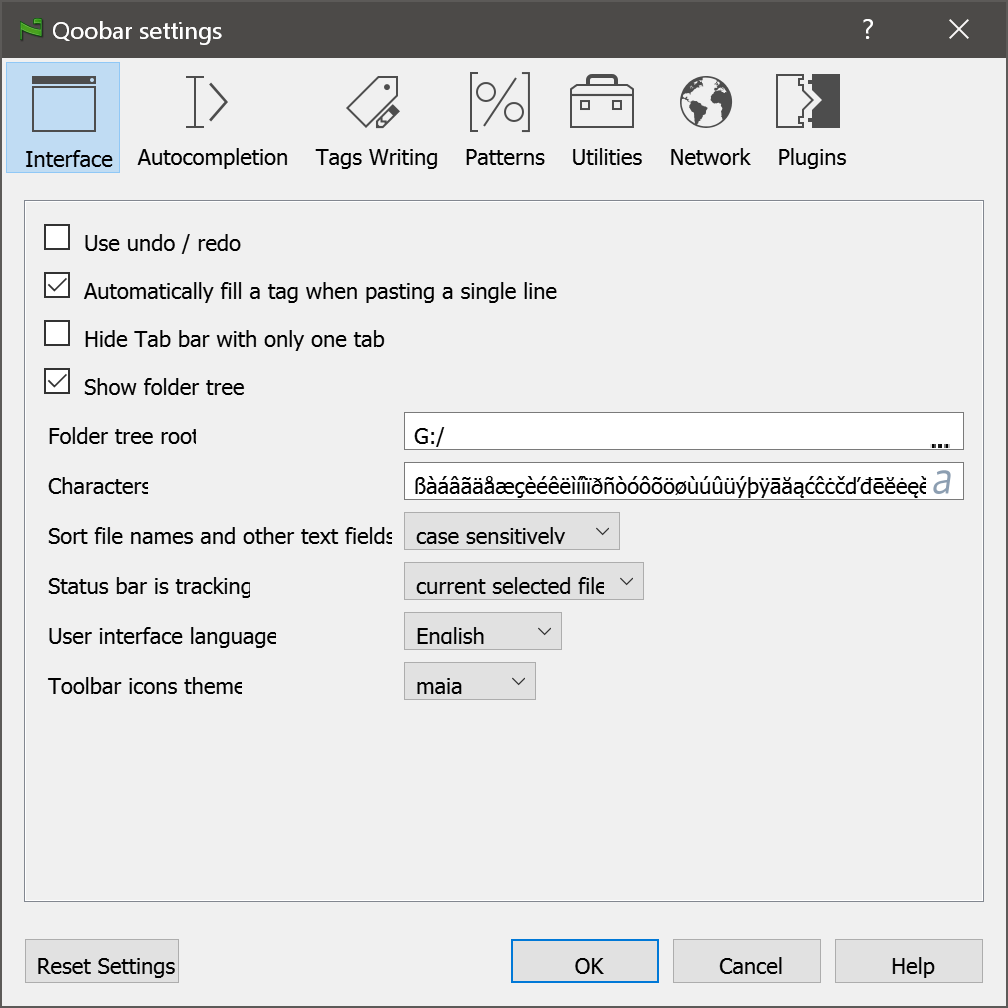 Qoobar settings ?
Interface Autocompletion Tags Writing Patterns Utilities Network Plugins
Use undo / redo
Automatically fill a tag when pasting a single line
Hide Tab bar with only one tab
Show folder tree
Folder tree root G:/ ...
Characters ßàáâãäåæçèéêëìíîïðñòóôõöøùúûüýþÿāăąćĉċčďđēĕėęě a
Sort file names and other text fields case sensitively
Status bar is tracking current selected file
User interface language English
Toolbar icons theme maia
Reset Settings OK Cancel Help